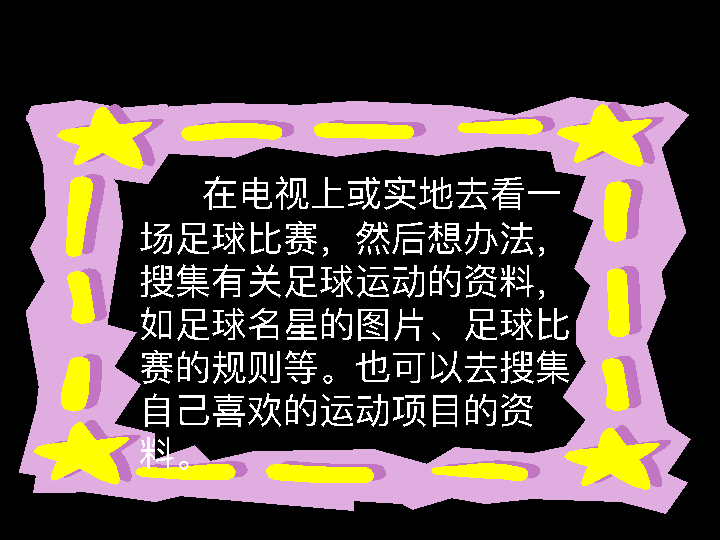 在电视上或实地去看一
场足球比赛，然后想办法，
搜集有关足球运动的资料，
如足球名星的图片、足球比
赛的规则等。也可以去搜集
自己喜欢的运动项目的资
料。